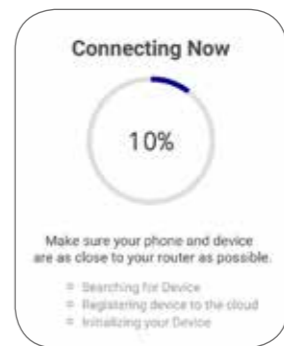 Connecting Now
10%
Make sure your phone and device
are as close to your router as possible.
Searching for Device
Registering device to the cloud
Initializing your Device